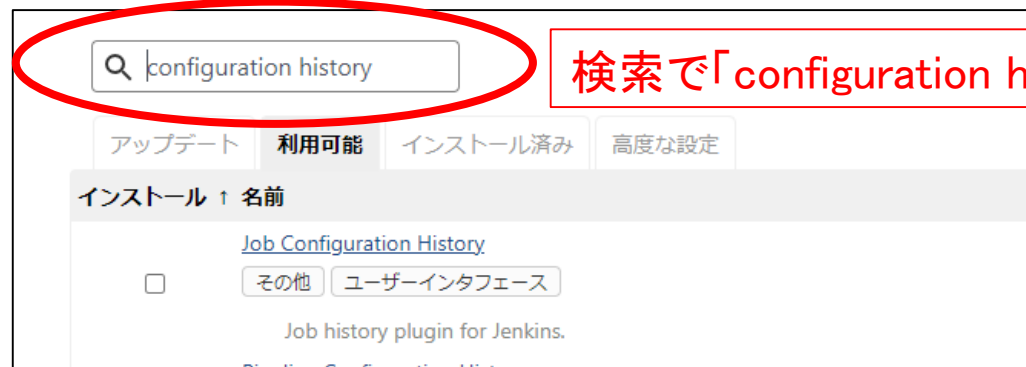 configuration history
検索で「configuration h
アップデート 利用可能 インストール済み 高度な設定
インストール ↑ 名前
Job Configuration History
その他 ユーザーインタフェース
Job history plugin for Jenkins.